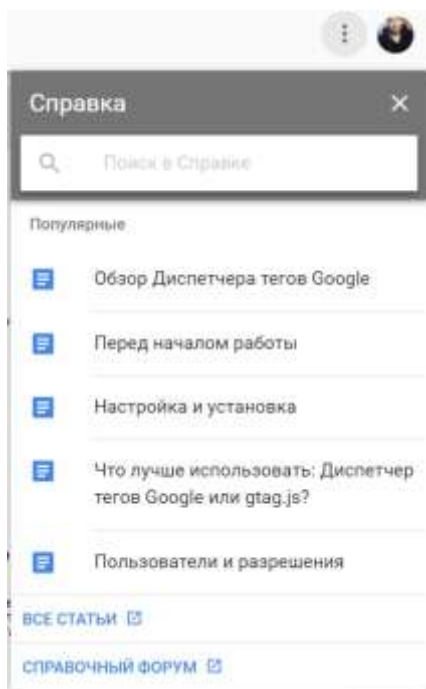 Справка
Поиск в Справке
Популярные
Обзор Диспетчера тегов Google
Перед началом работы
Настройка и установка
Что лучше использовать: Диспетчер
тегов Google или gtag.js?
Пользователи и разрешения
ВСЕ СТАТЬИ
СПРАВОЧНЫЙ ФОРУМ